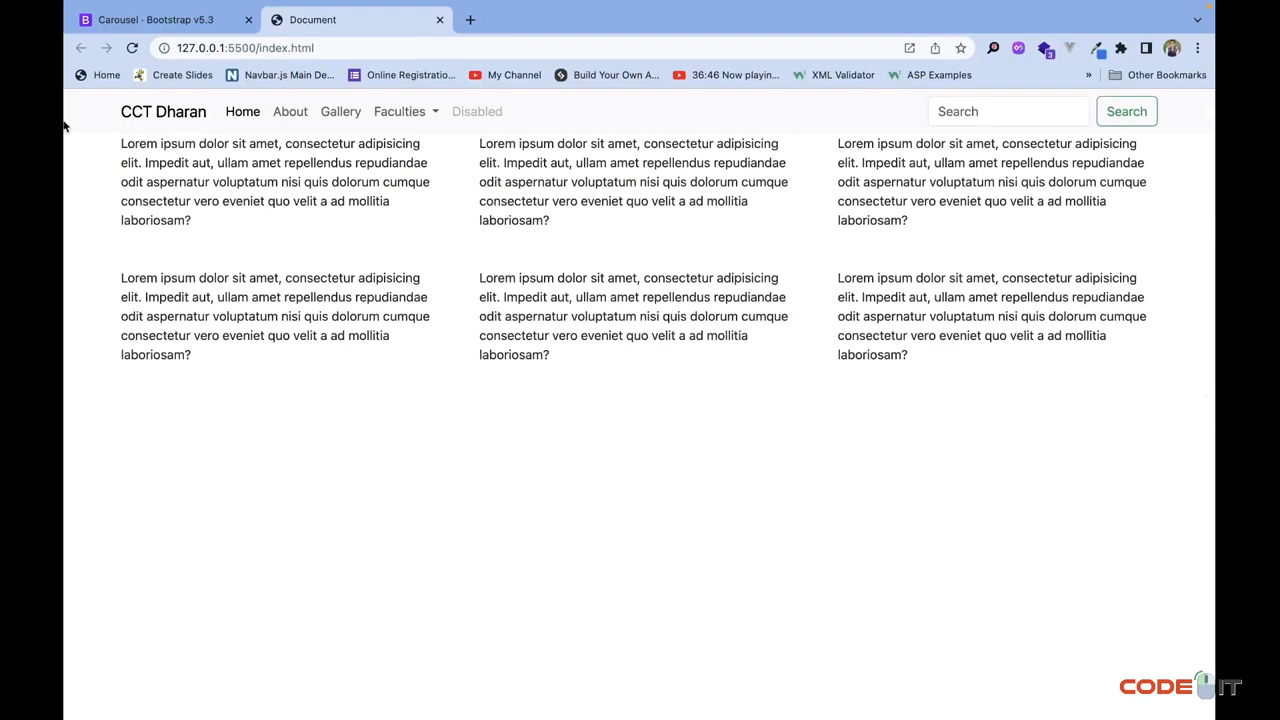 Carousel · Bootstrap v5.3
Document
127.0.0.1:5500/index.html
3
Home
Create Slides
Navbar.js Main De...
Online Registratio...
My Channel
Build Your Own A...
36:46 Now playin...
XML Validator
ASP Examples
»
Other Bookmarks
CCT Dharan
Home
About
Gallery
Faculties
Disabled
Search
Search
Lorem ipsum dolor sit amet, consectetur adipisicing
elit. Impedit aut, ullam amet repellendus repudiandae
odit aspernatur voluptatum nisi quis dolorum cumque
consectetur vero eveniet quo velit a ad mollitia
laboriosam?
Lorem ipsum dolor sit amet, consectetur adipisicing
elit. Impedit aut, ullam amet repellendus repudiandae
odit aspernatur voluptatum nisi quis dolorum cumque
consectetur vero eveniet quo velit a ad mollitia
laboriosam?
Lorem ipsum dolor sit amet, consectetur adipisicing
elit. Impedit aut, ullam amet repellendus repudiandae
odit aspernatur voluptatum nisi quis dolorum cumque
consectetur vero eveniet quo velit a ad mollitia
laboriosam?
Lorem ipsum dolor sit amet, consectetur adipisicing
elit. Impedit aut, ullam amet repellendus repudiandae
odit aspernatur voluptatum nisi quis dolorum cumque
consectetur vero eveniet quo velit a ad mollitia
laboriosam?
Lorem ipsum dolor sit amet, consectetur adipisicing
elit. Impedit aut, ullam amet repellendus repudiandae
odit aspernatur voluptatum nisi quis dolorum cumque
consectetur vero eveniet quo velit a ad mollitia
laboriosam?
Lorem ipsum dolor sit amet, consectetur adipisicing
elit. Impedit aut, ullam amet repellendus repudiandae
odit aspernatur voluptatum nisi quis dolorum cumque
consectetur vero eveniet quo velit a ad mollitia
laboriosam?
CODE IT